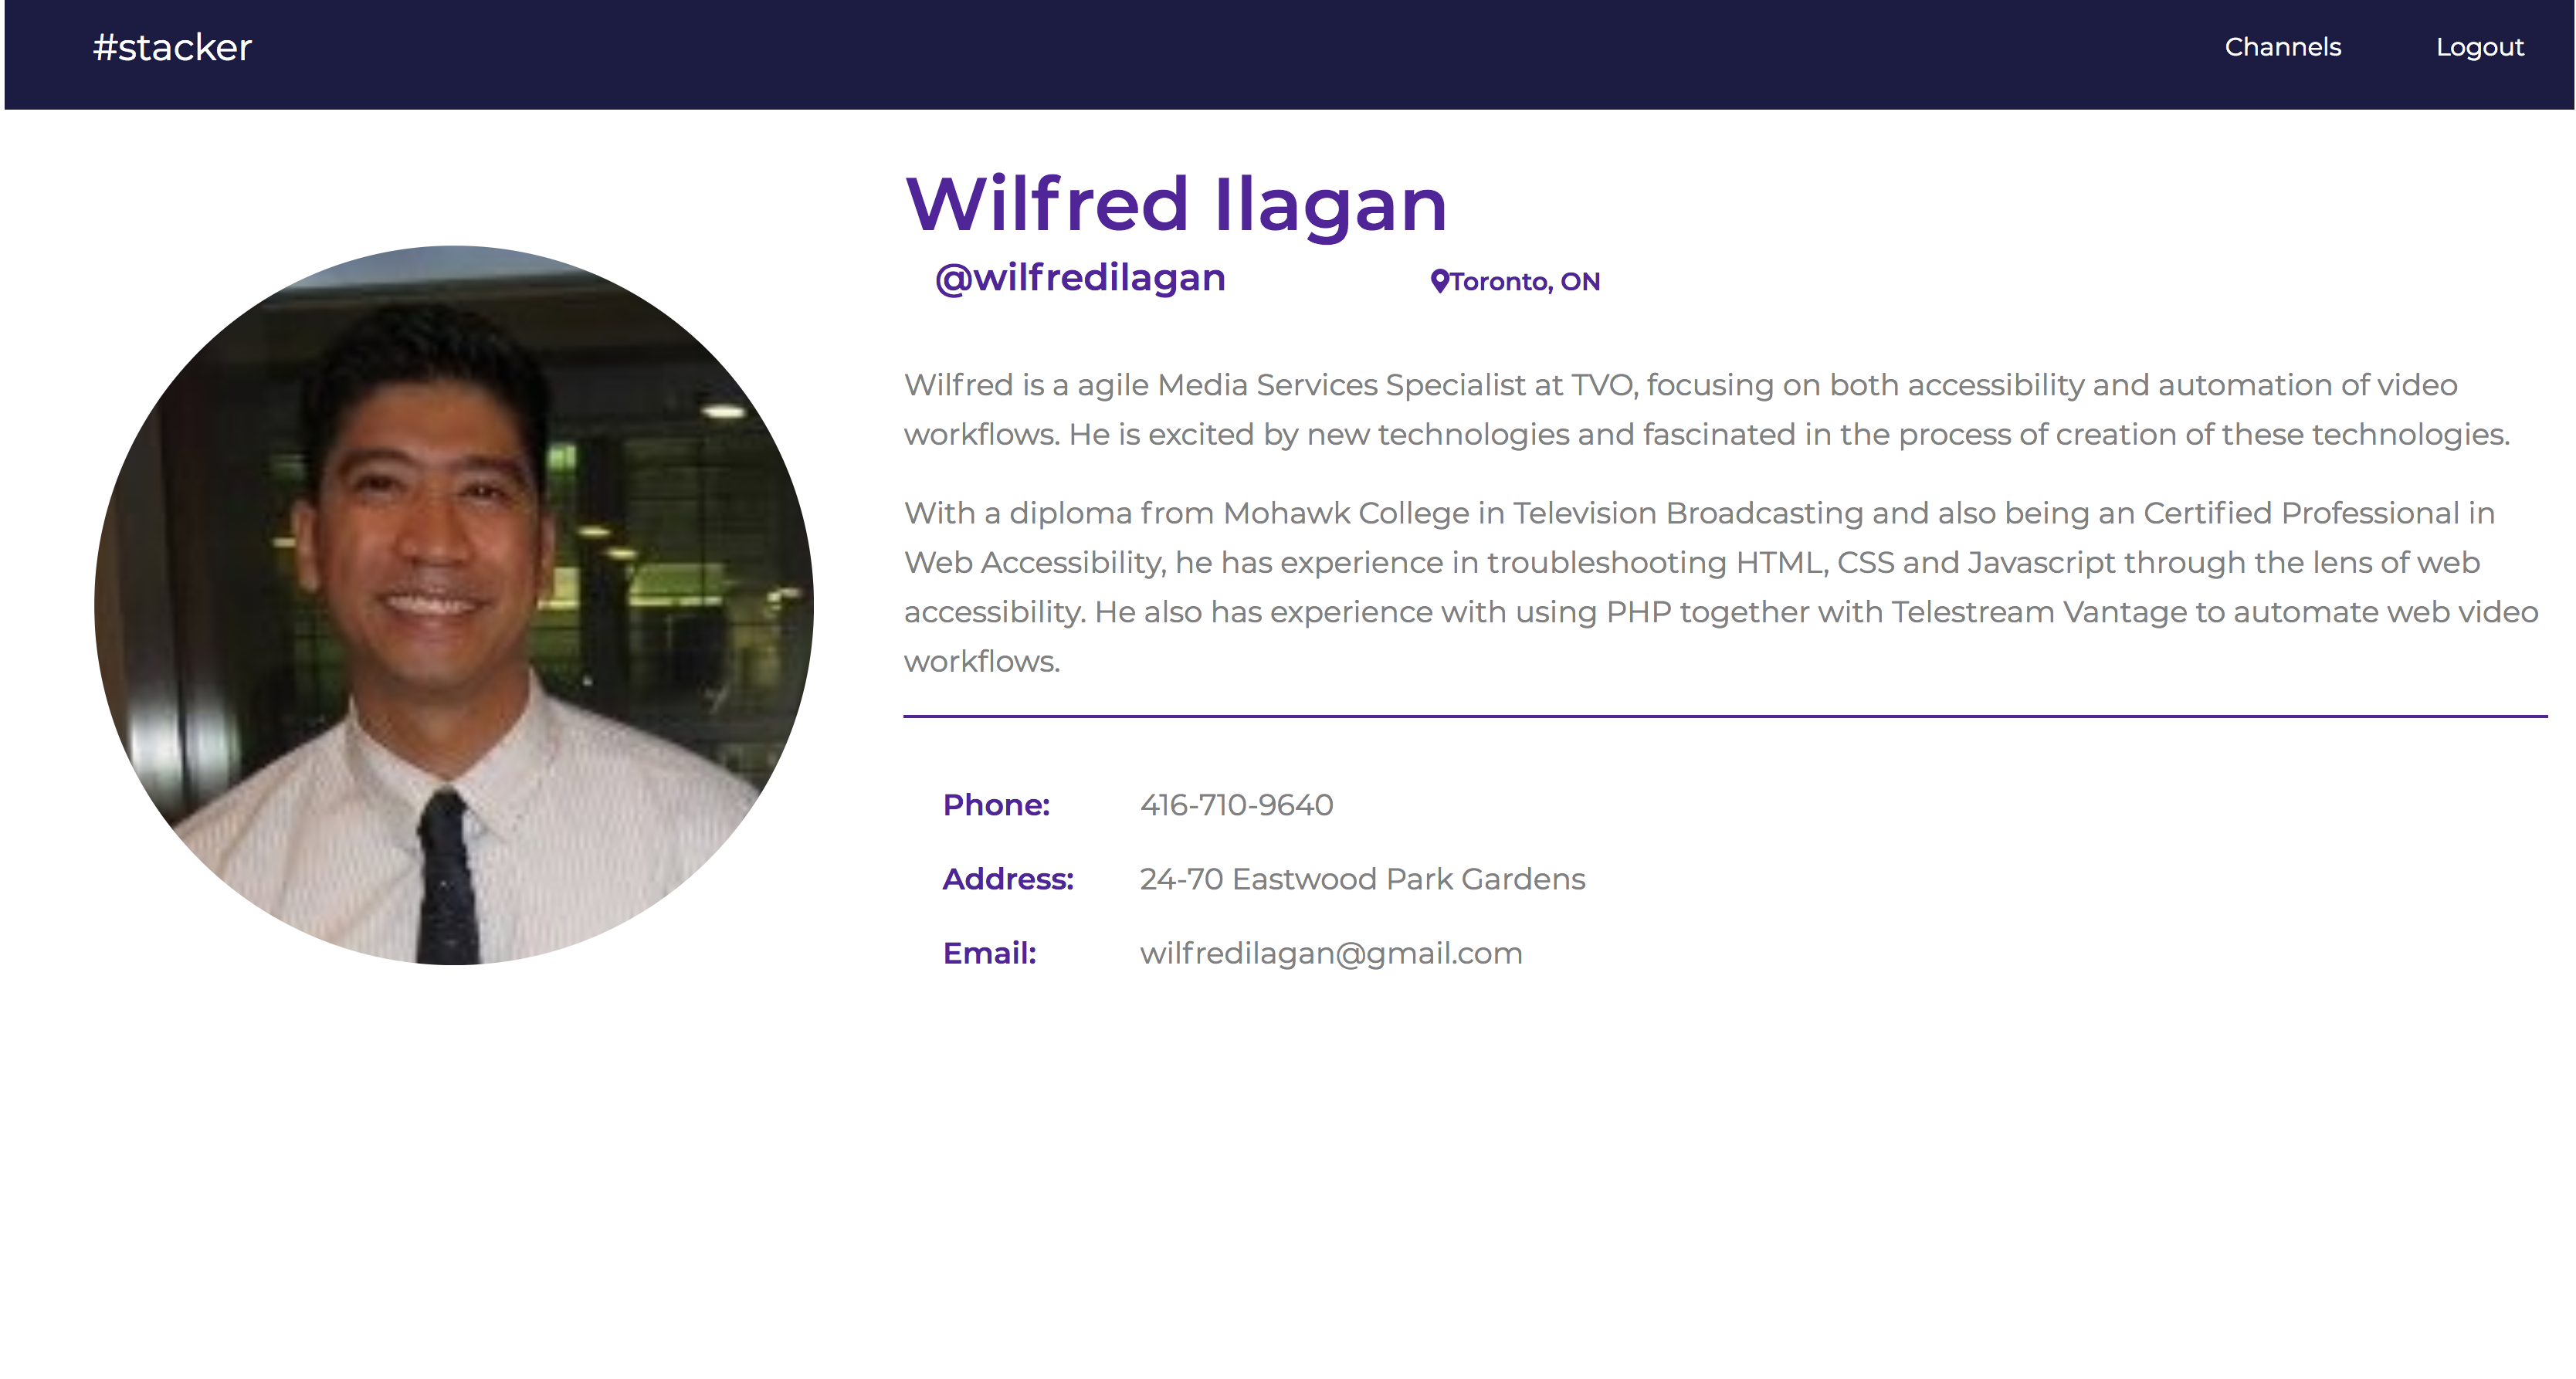 #stacker
Channels
Logout
Wilfred Ilagan
@wilfredilagan
Toronto, ON
Wilfred is a agile Media Services Specialist at TVO, focusing on both accessibility and automation of video
workflows. He is excited by new technologies and fascinated in the process of creation of these technologies.
With a diploma from Mohawk College in Television Broadcasting and also being an Certified Professional in
Web Accessibility, he has experience in troubleshooting HTML, CSS and Javascript through the lens of web
accessibility. He also has experience with using PHP together with Telestream Vantage to automate web video
workflows.
Phone: 416-710-9640
Address: 24-70 Eastwood Park Gardens
Email: wilfredilagan@gmail.com